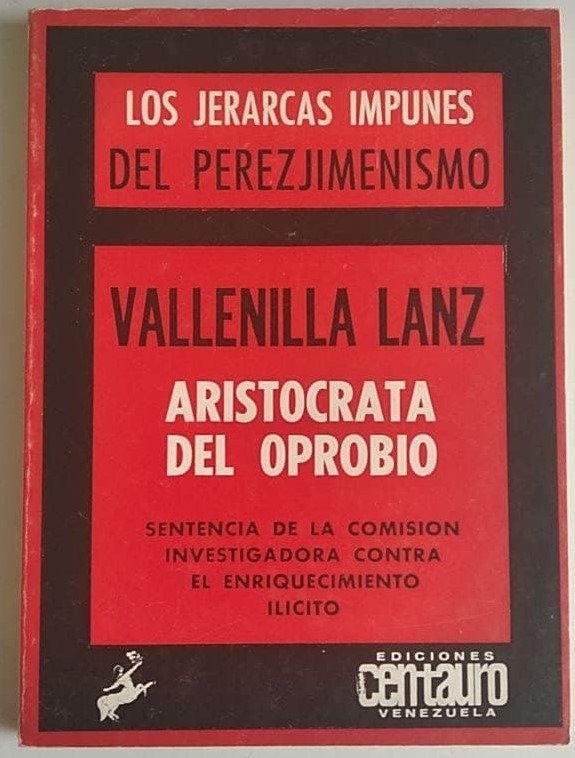 LOS JERARCAS IMPUNES
DEL PEREZJIMENISMO
VALLENILLA LANZ
ARISTOCRATA
DEL OPROBIO
SENTENCIA DE LA COMISION
INVESTIGADORA CONTRA
EL ENRIQUECIMIENTO
ILICITO
EDICIONES
centauro
VENEZUELA